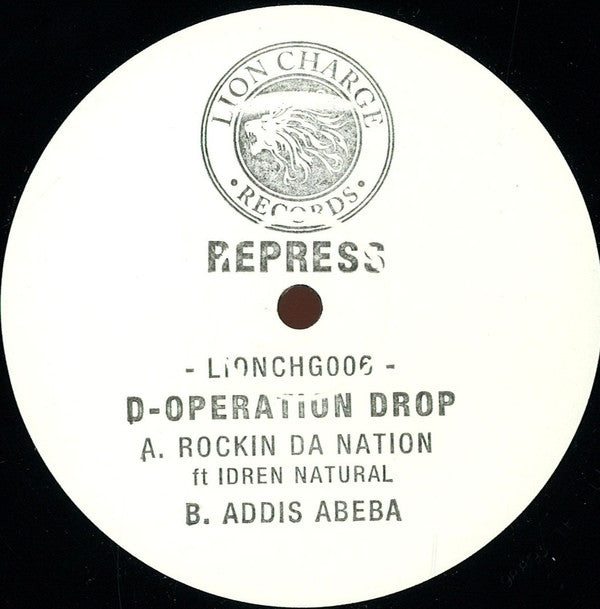 LION CHARGE
• RECORDS •
REPRESS
- LIONCHG006 -
D-OPERATION DROP
A. ROCKIN DA NATION
ft IDREN NATURAL
B. ADDIS ABEBA